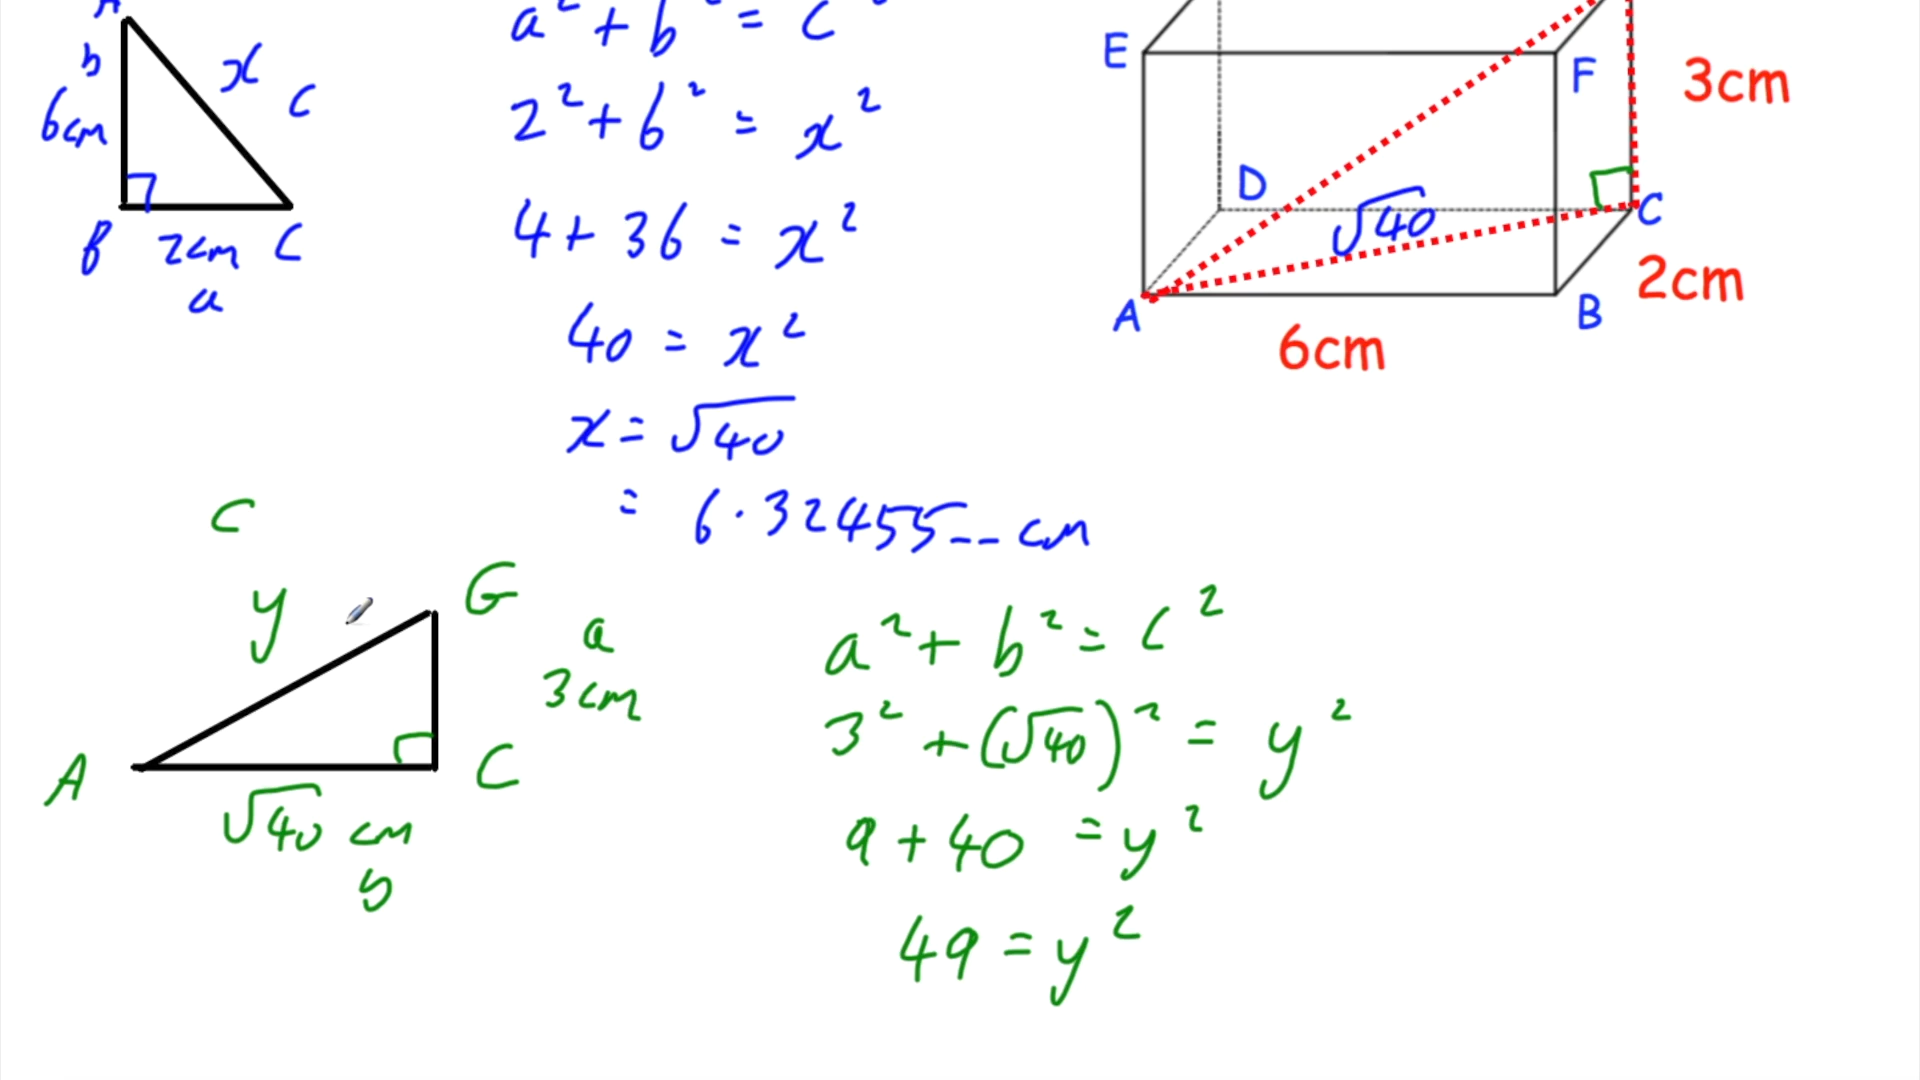 A
b
x
c
6cm
B 2cm C
a
a² + b² = c²
2² + 6² = x²
4 + 36 = x²
40 = x²
x = √40
= 6.32455-- cm
E
F
3cm
D
√40
C
2cm
A
B
6cm
c
y
G
a
3cm
A
C
√40 cm
b
a² + b² = c²
3² + (√40)² = y²
9 + 40 = y²
49 = y²